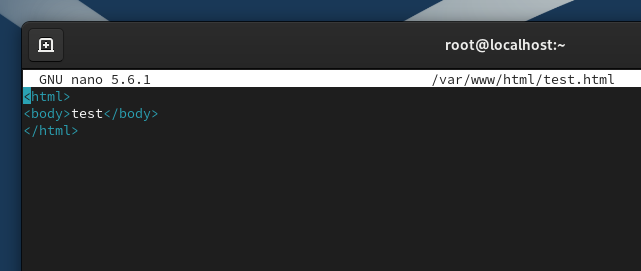 root@localhost:~
GNU nano 5.6.1 /var/www/html/test.html
<html>
<body>test</body>
</html>